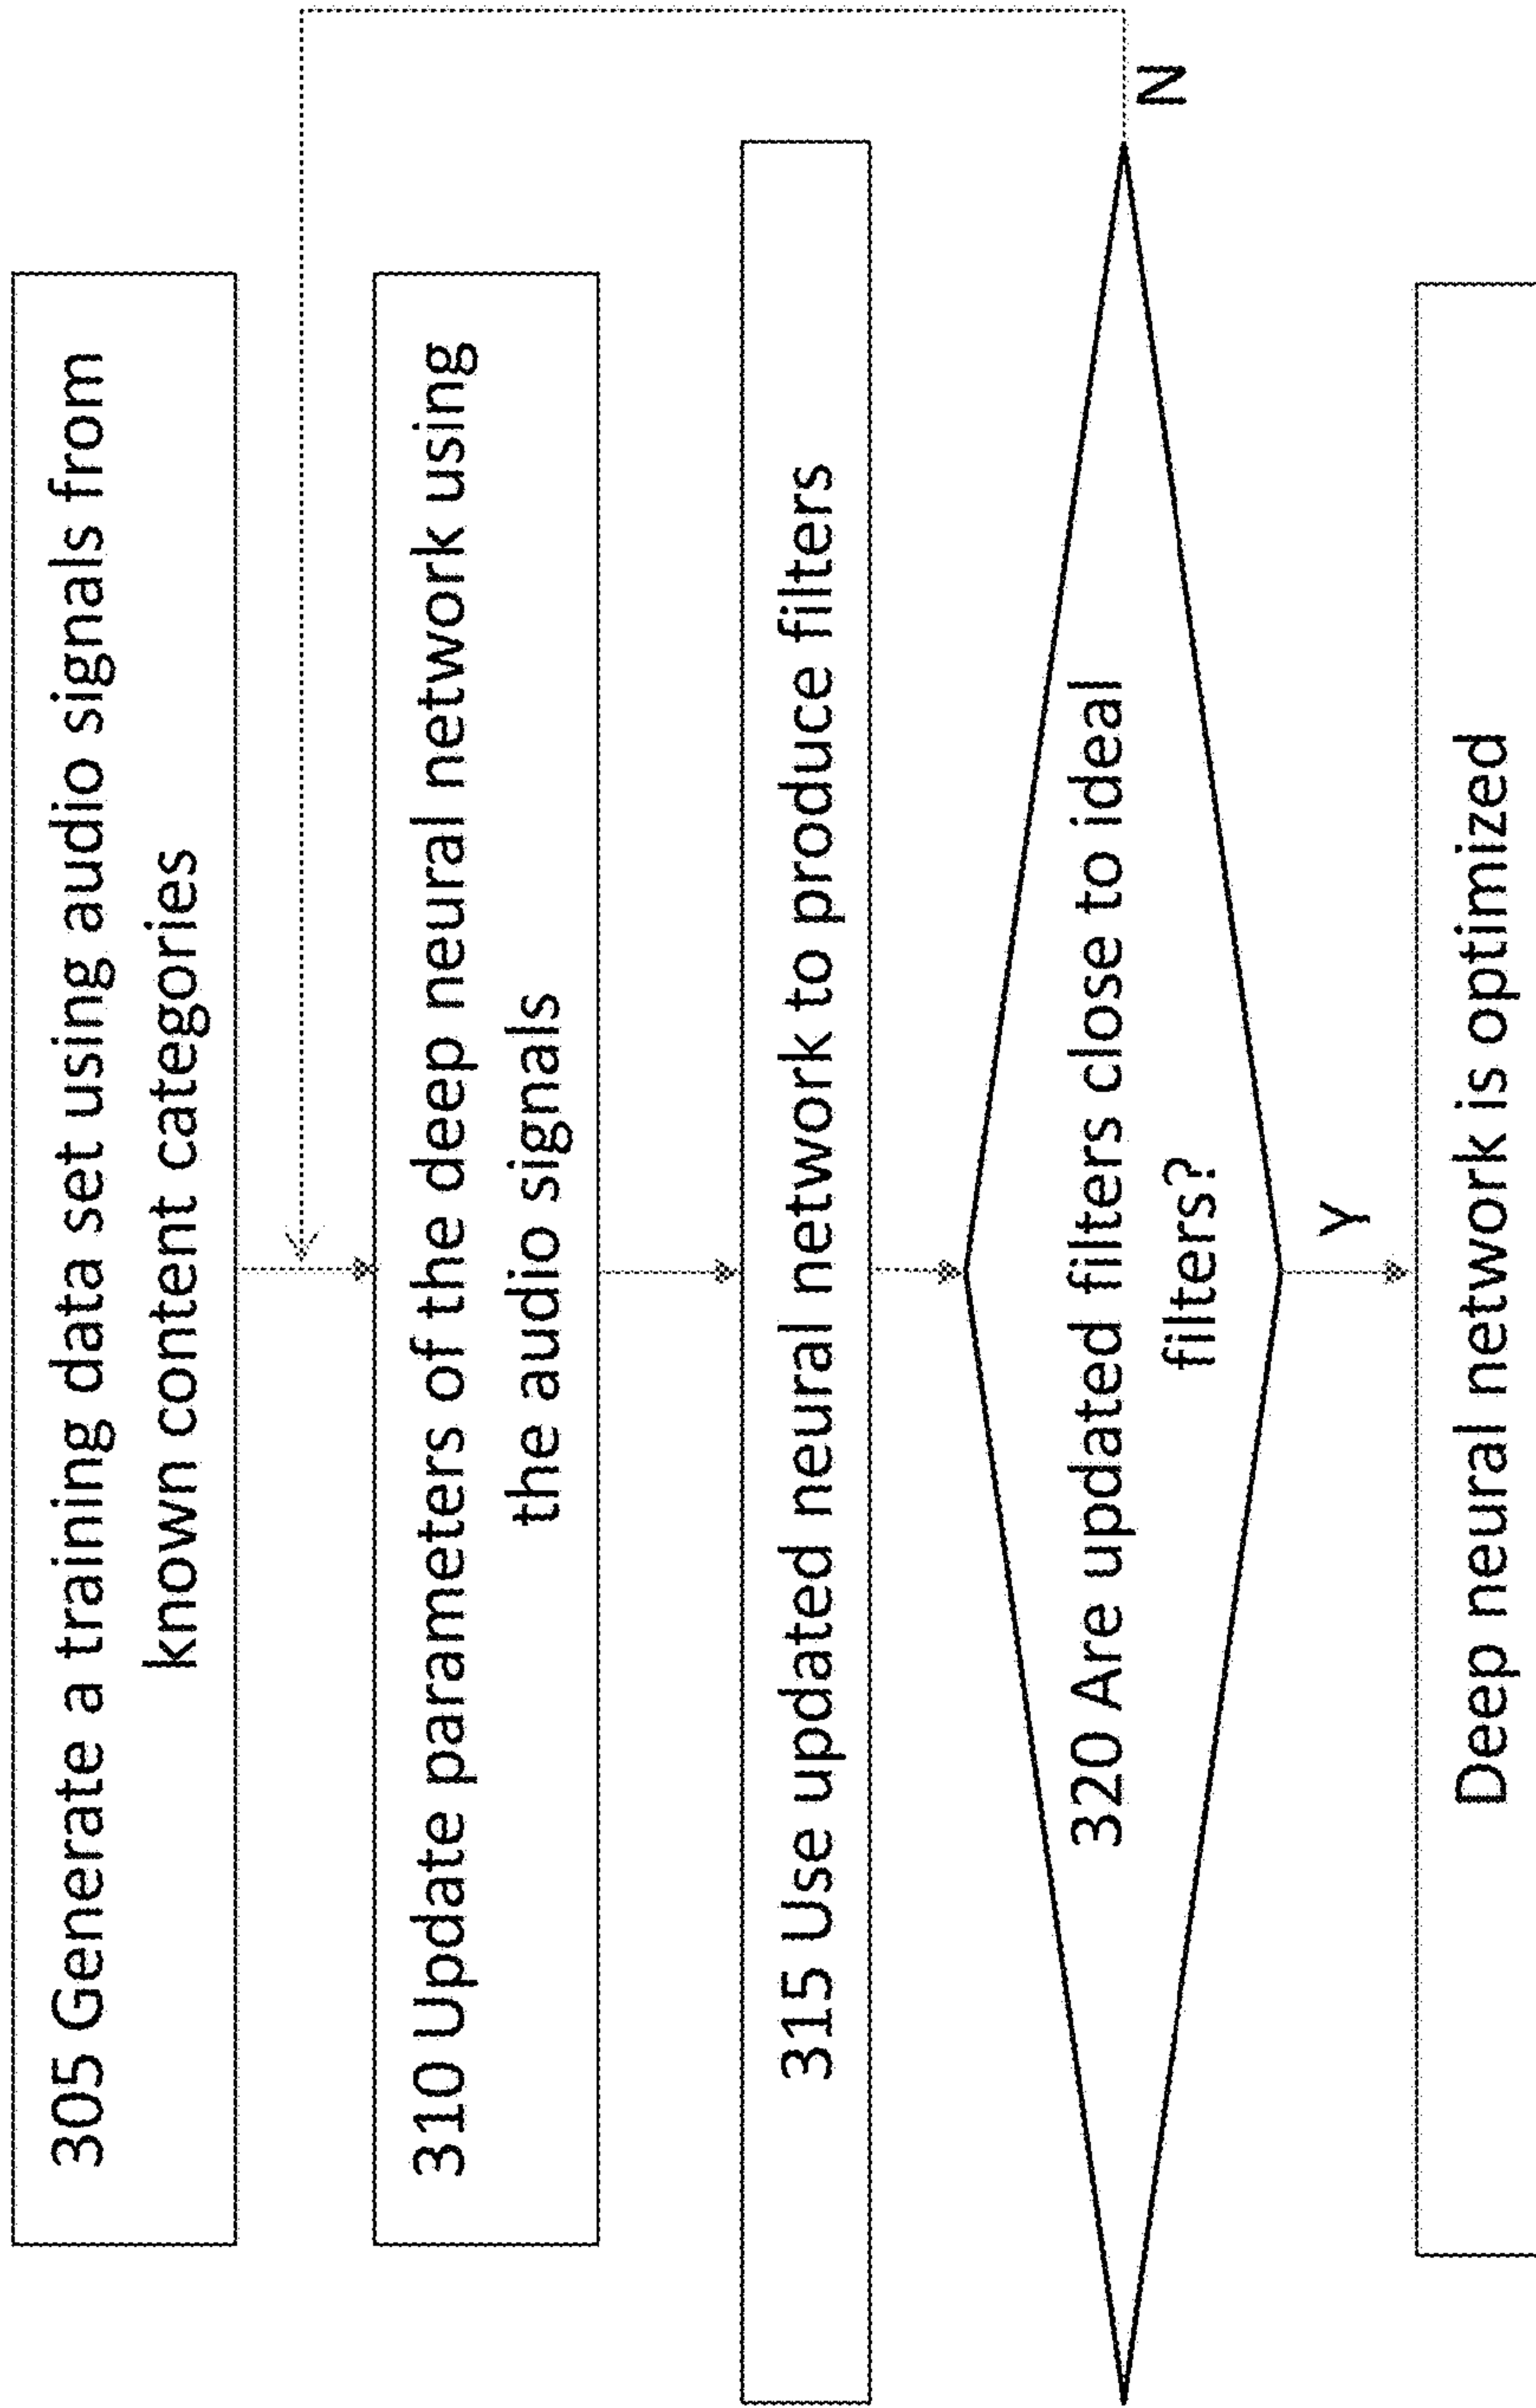 305 Generate a training data set using audio signals from
known content categories
310 Update parameters of the deep neural network using
the audio signals
315 Use updated neural network to produce filters
320 Are updated filters close to ideal
filters?
N
Y
Deep neural network is optimized